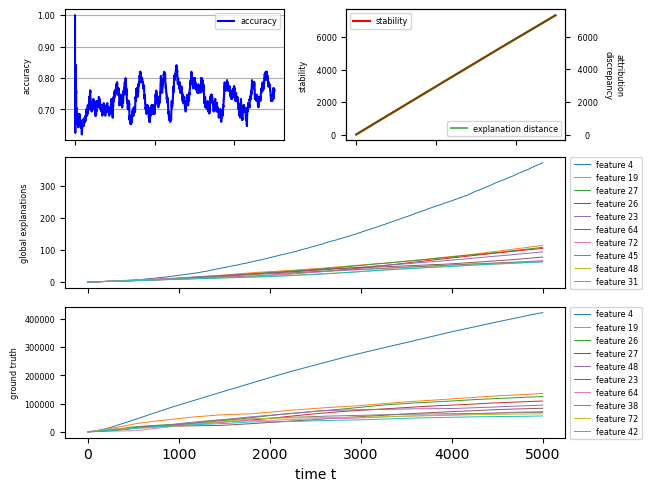 1.00
0.90
0.80
0.70
accuracy
accuracy
6000
4000
2000
0
stability
stability
explanation distance
6000
4000
2000
0
attribution
discrepancy
300
200
100
0
global explanations
feature 4
feature 19
feature 27
feature 26
feature 23
feature 64
feature 72
feature 45
feature 48
feature 31
400000
300000
200000
100000
0
ground truth
feature 4
feature 19
feature 26
feature 27
feature 48
feature 23
feature 64
feature 38
feature 72
feature 42
0 1000 2000 3000 4000 5000
time t